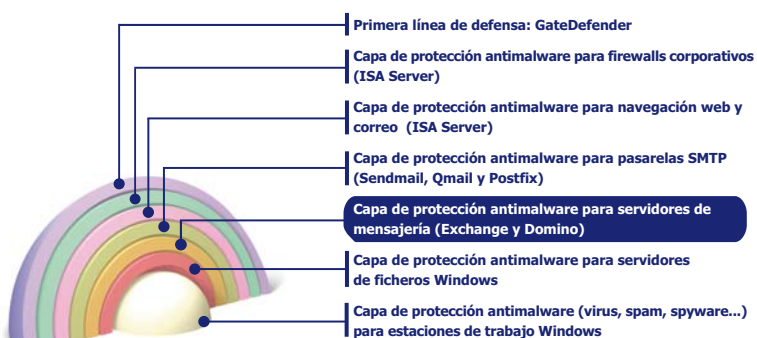 Primera línea de defensa: GateDefender
Capa de protección antimalware para firewalls corporativos
(ISA Server)
Capa de protección antimalware para navegación web y
correo (ISA Server)
Capa de protección antimalware para pasarelas SMTP
(Sendmail, Qmail y Postfix)
Capa de protección antimalware para servidores de
mensajería (Exchange y Domino)
Capa de protección antimalware para servidores
de ficheros Windows
Capa de protección antimalware (virus, spam, spyware...)
para estaciones de trabajo Windows